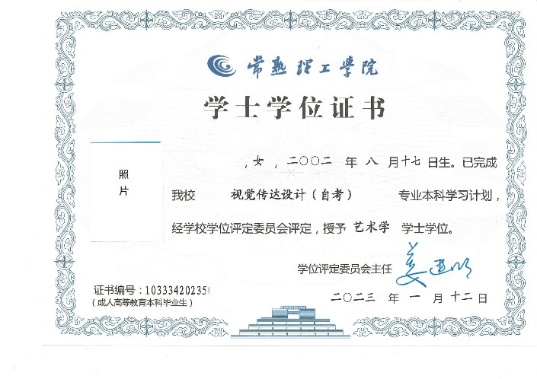 常熟理工学院
学士学位证书
，女，二〇〇二 年 八 月 十七 日生。已完成
照片
我校 视觉传达设计（自考） 专业本科学习计划，
经学校学位评定委员会评定，授予 艺术学 学士学位。
学位评定委员会主任
证书编号：10333420235
（成人高等教育本科毕业生）
二〇二三 年 一 月 十二 日